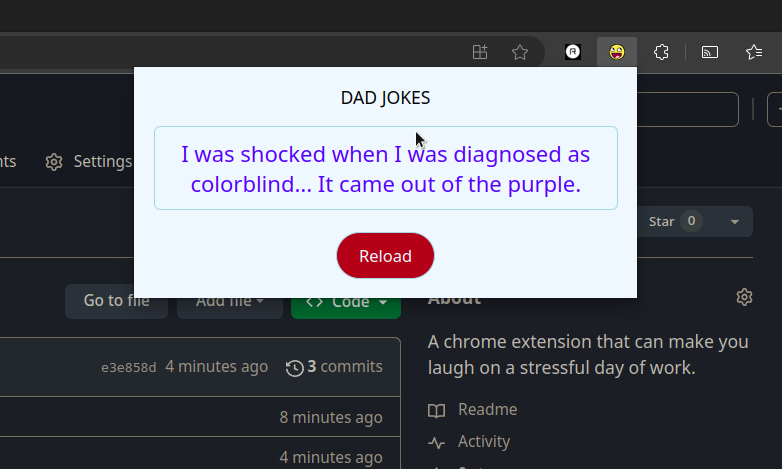 DAD JOKES
I was shocked when I was diagnosed as
colorblind... It came out of the purple.
Reload
nts
Settings
Star 0
Go to file
Add file
<> Code
About
A chrome extension that can make you
laugh on a stressful day of work.
e3e858d 4 minutes ago 3 commits
Readme
8 minutes ago
Activity
4 minutes ago